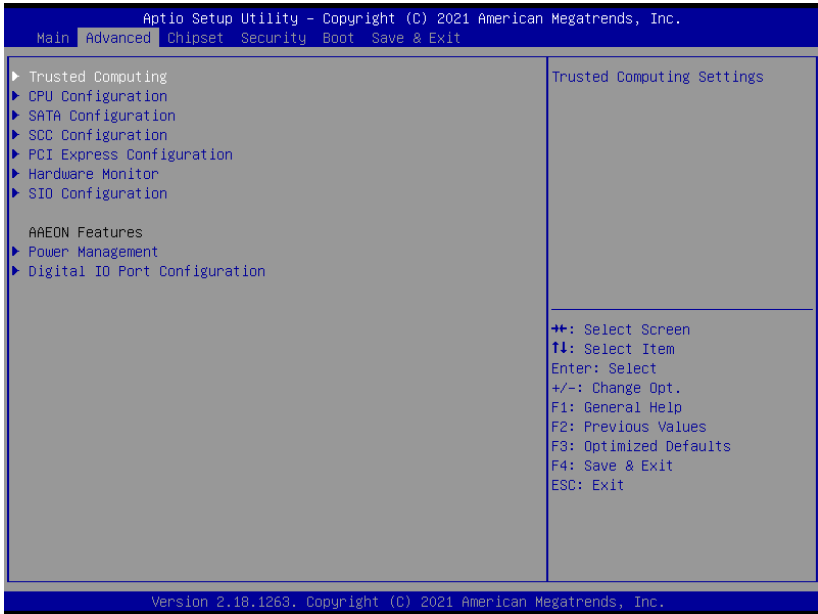 Aptio Setup Utility – Copyright (C) 2021 American Megatrends, Inc.
Main Advanced Chipset Security Boot Save & Exit
Trusted Computing
CPU Configuration
SATA Configuration
SCC Configuration
PCI Express Configuration
Hardware Monitor
SIO Configuration
AAEON Features
Power Management
Digital IO Port Configuration
Trusted Computing Settings
→←: Select Screen
↑↓: Select Item
Enter: Select
+/-: Change Opt.
F1: General Help
F2: Previous Values
F3: Optimized Defaults
F4: Save & Exit
ESC: Exit
Version 2.18.1263. Copyright (C) 2021 American Megatrends, Inc.